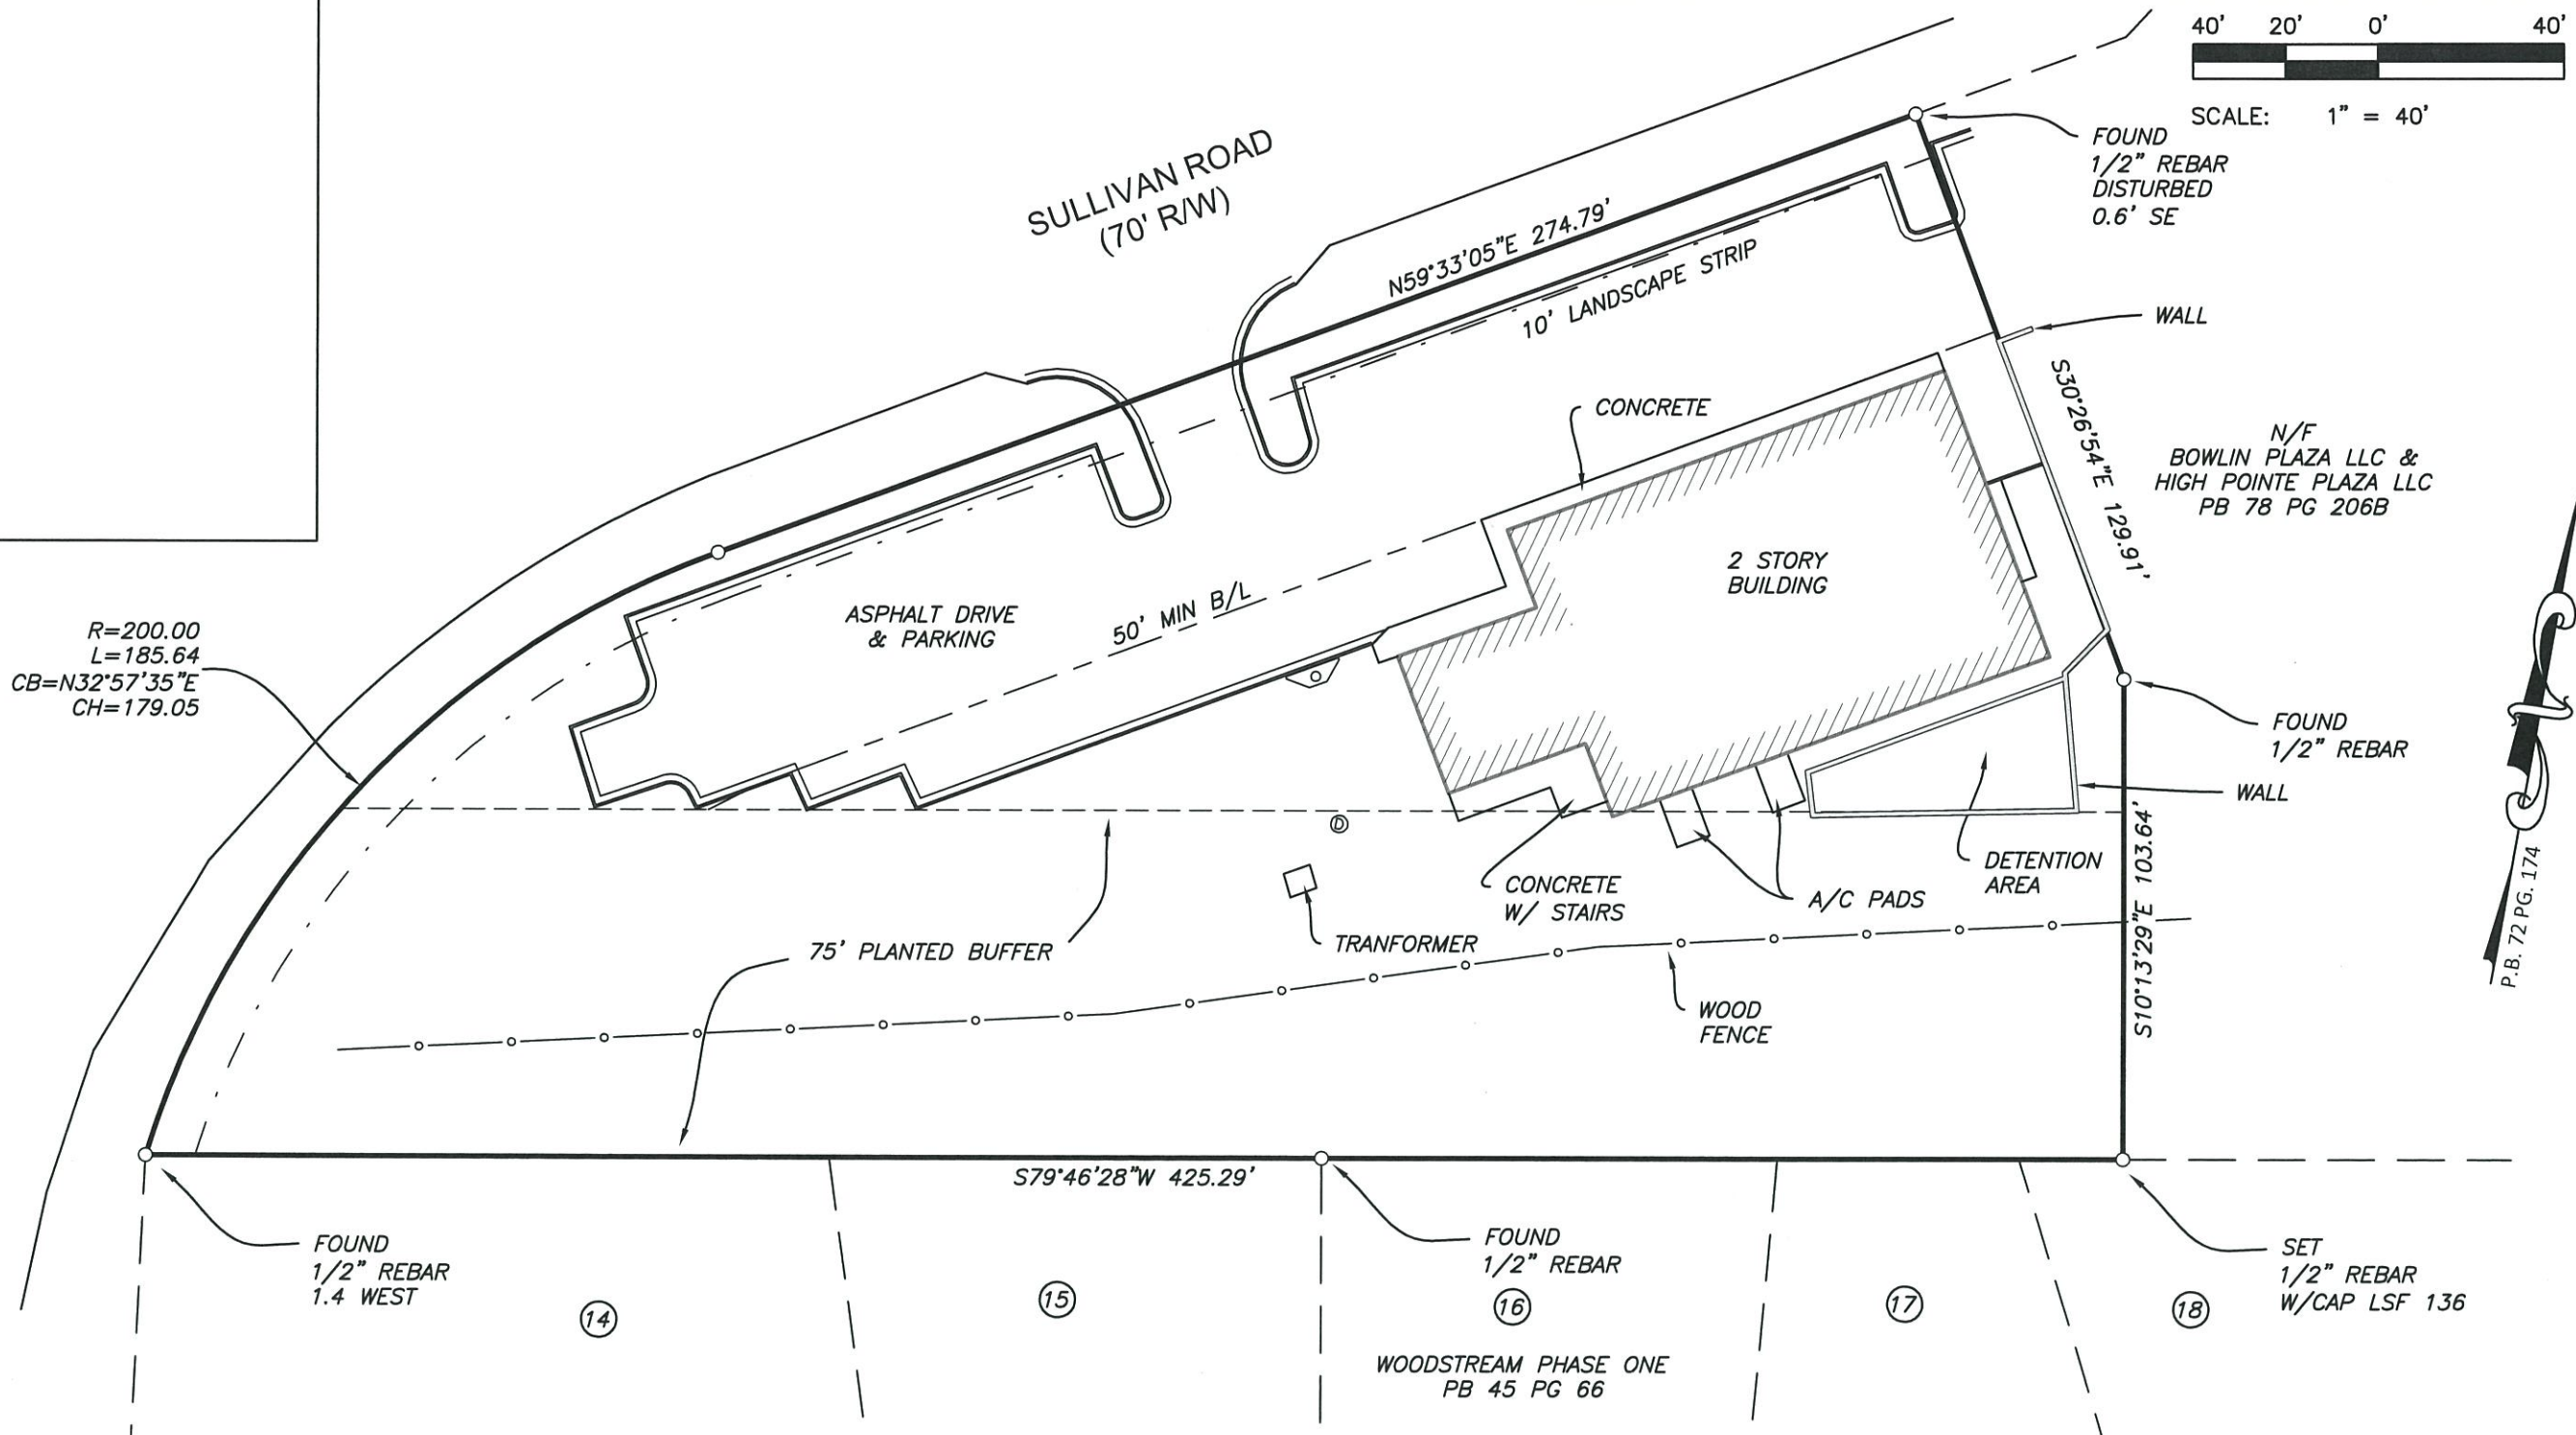 40' 20' 0' 40'
SCALE: 1" = 40'
SULLIVAN ROAD
(70' R/W)
FOUND
1/2" REBAR
DISTURBED
0.6' SE
N59°33'05"E 274.79'
10' LANDSCAPE STRIP
WALL
CONCRETE
S30°26'54"E 129.91'
N/F
BOWLIN PLAZA LLC &
HIGH POINTE PLAZA LLC
PB 78 PG 206B
2 STORY
BUILDING
ASPHALT DRIVE
& PARKING
50' MIN B/L
R=200.00
L=185.64
CB=N32°57'35"E
CH=179.05
FOUND
1/2" REBAR
WALL
D
S10°13'29"E 103.64'
P.B. 72 PG. 174
DETENTION
AREA
CONCRETE
W/ STAIRS
A/C PADS
TRANFORMER
75' PLANTED BUFFER
WOOD
FENCE
S79°46'28"W 425.29'
FOUND
1/2" REBAR
1.4 WEST
FOUND
1/2" REBAR
SET
1/2" REBAR
W/CAP LSF 136
14
15
16
17
18
WOODSTREAM PHASE ONE
PB 45 PG 66